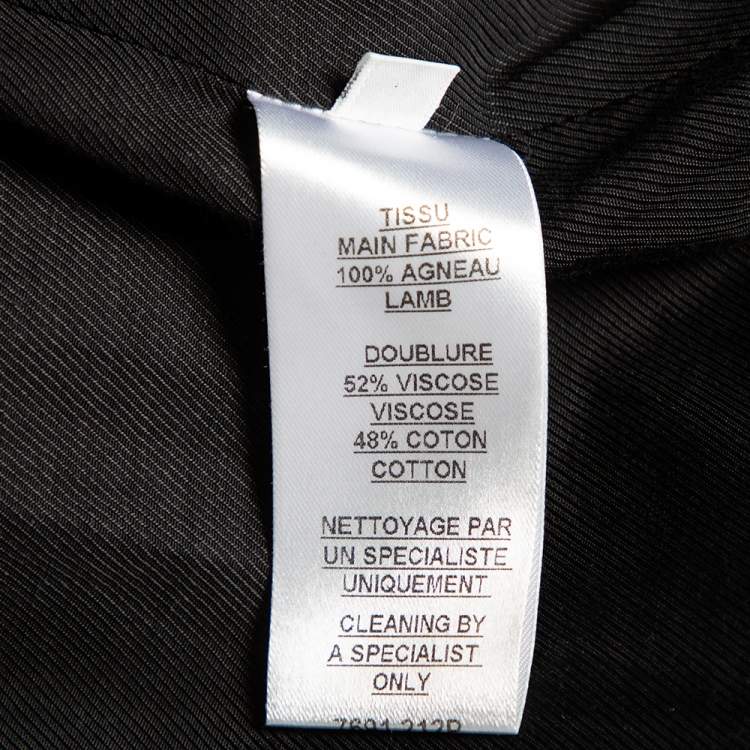 TISSU
MAIN FABRIC
100% AGNEAU
LAMB
DOUBLURE
52% VISCOSE
VISCOSE
48% COTON
COTTON
NETTOYAGE PAR
UN SPECIALISTE
UNIQUEMENT
CLEANING BY
A SPECIALIST
ONLY